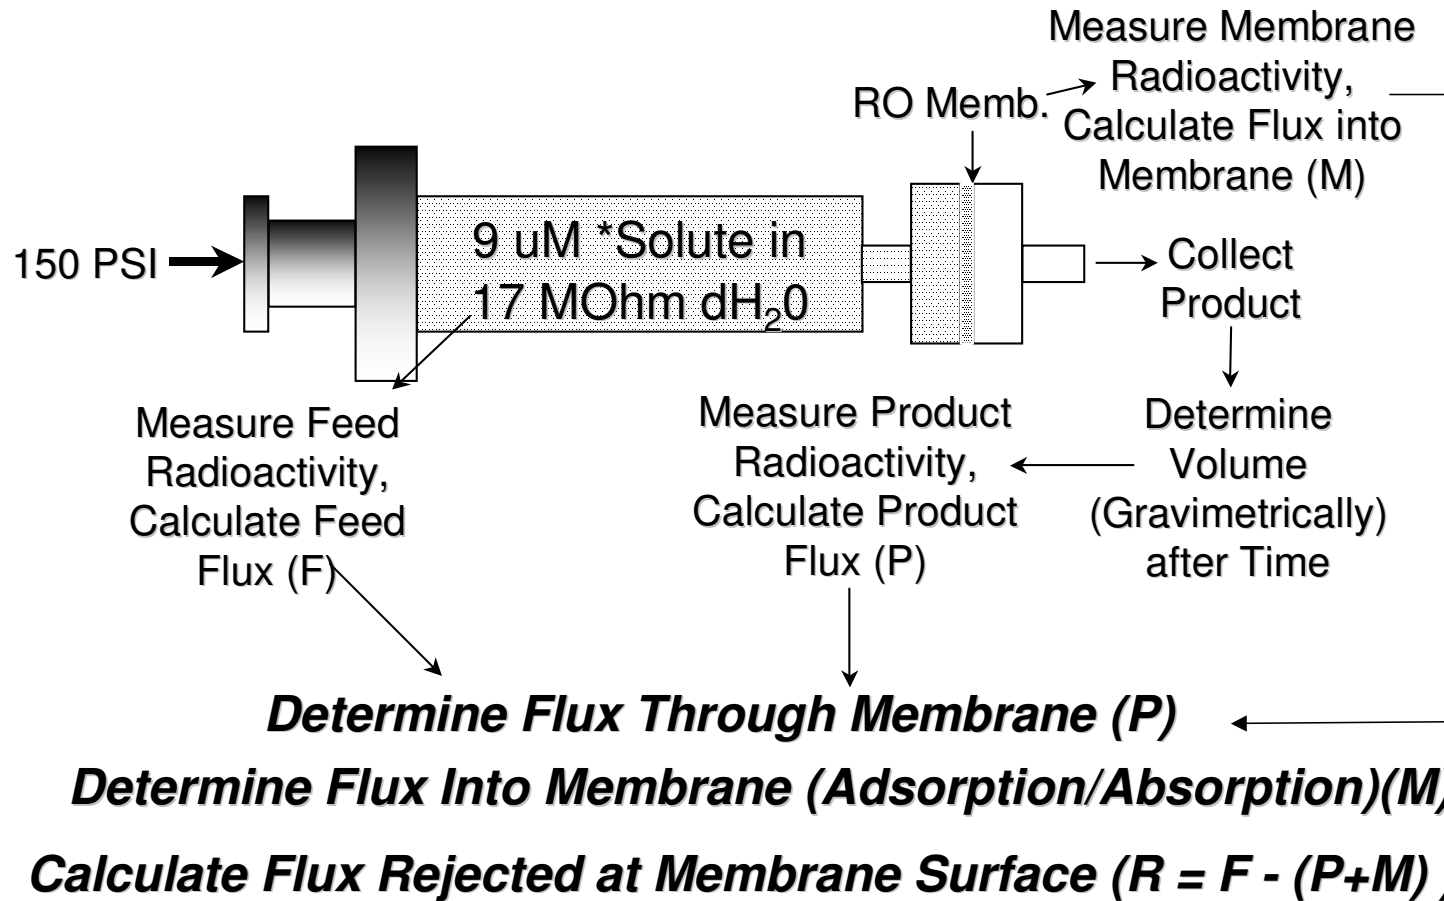 Measure Membrane
Radioactivity,
Calculate Flux into
Membrane (M)
RO Memb.
150 PSI
9 uM *Solute in
17 MOhm dH₂0
Collect
Product
Measure Feed
Radioactivity,
Calculate Feed
Flux (F)
Measure Product
Radioactivity,
Calculate Product
Flux (P)
Determine
Volume
(Gravimetrically)
after Time
Determine Flux Through Membrane (P)
Determine Flux Into Membrane (Adsorption/Absorption)(M)
Calculate Flux Rejected at Membrane Surface (R = F - (P+M) )